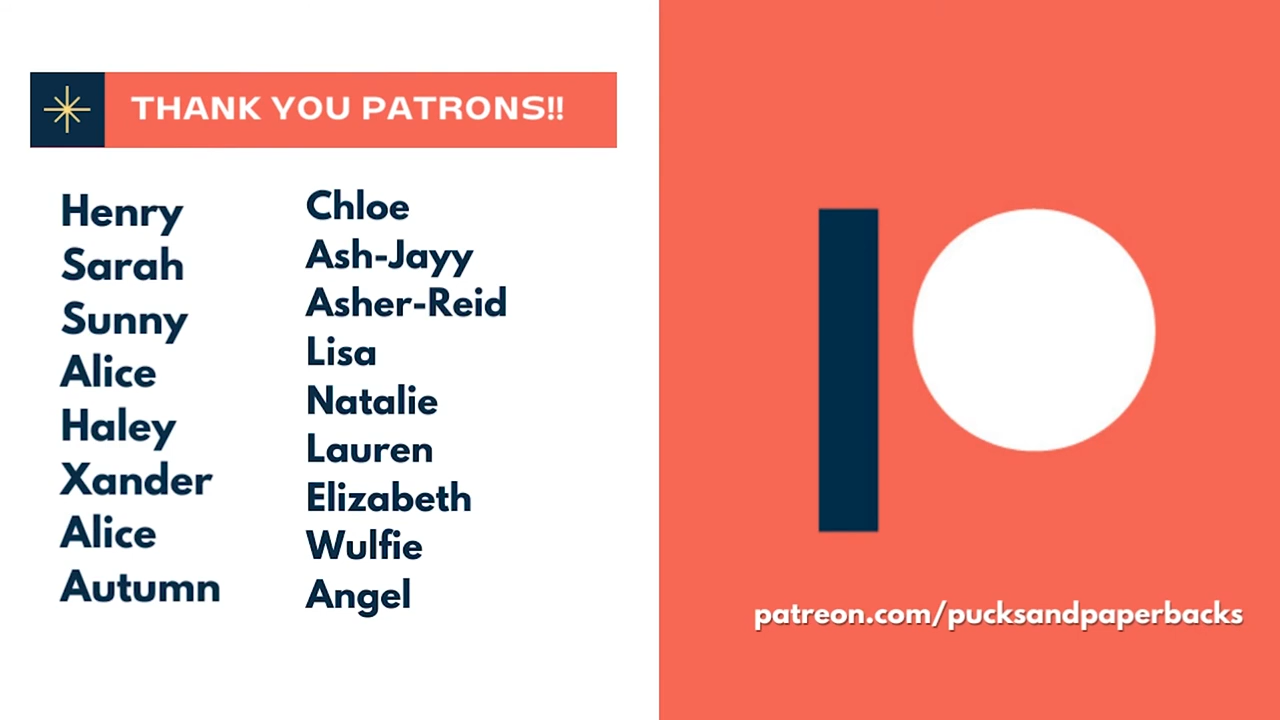 THANK YOU PATRONS!!
Henry
Sarah
Sunny
Alice
Haley
Xander
Alice
Autumn
Chloe
Ash-Jayy
Asher-Reid
Lisa
Natalie
Lauren
Elizabeth
Wulfie
Angel
patreon.com/pucksandpaperbacks